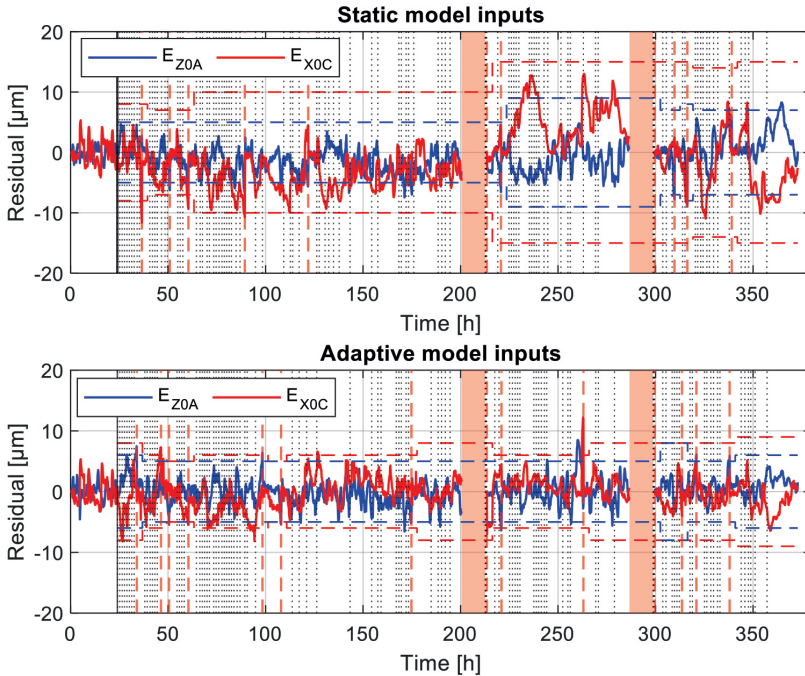 Static model inputs
20
10
0
-10
-20
Residual [µm]
E_Z0A E_X0C
0 50 100 150 200 250 300 350
Time [h]
Adaptive model inputs
20
10
0
-10
-20
Residual [µm]
E_Z0A E_X0C
0 50 100 150 200 250 300 350
Time [h]